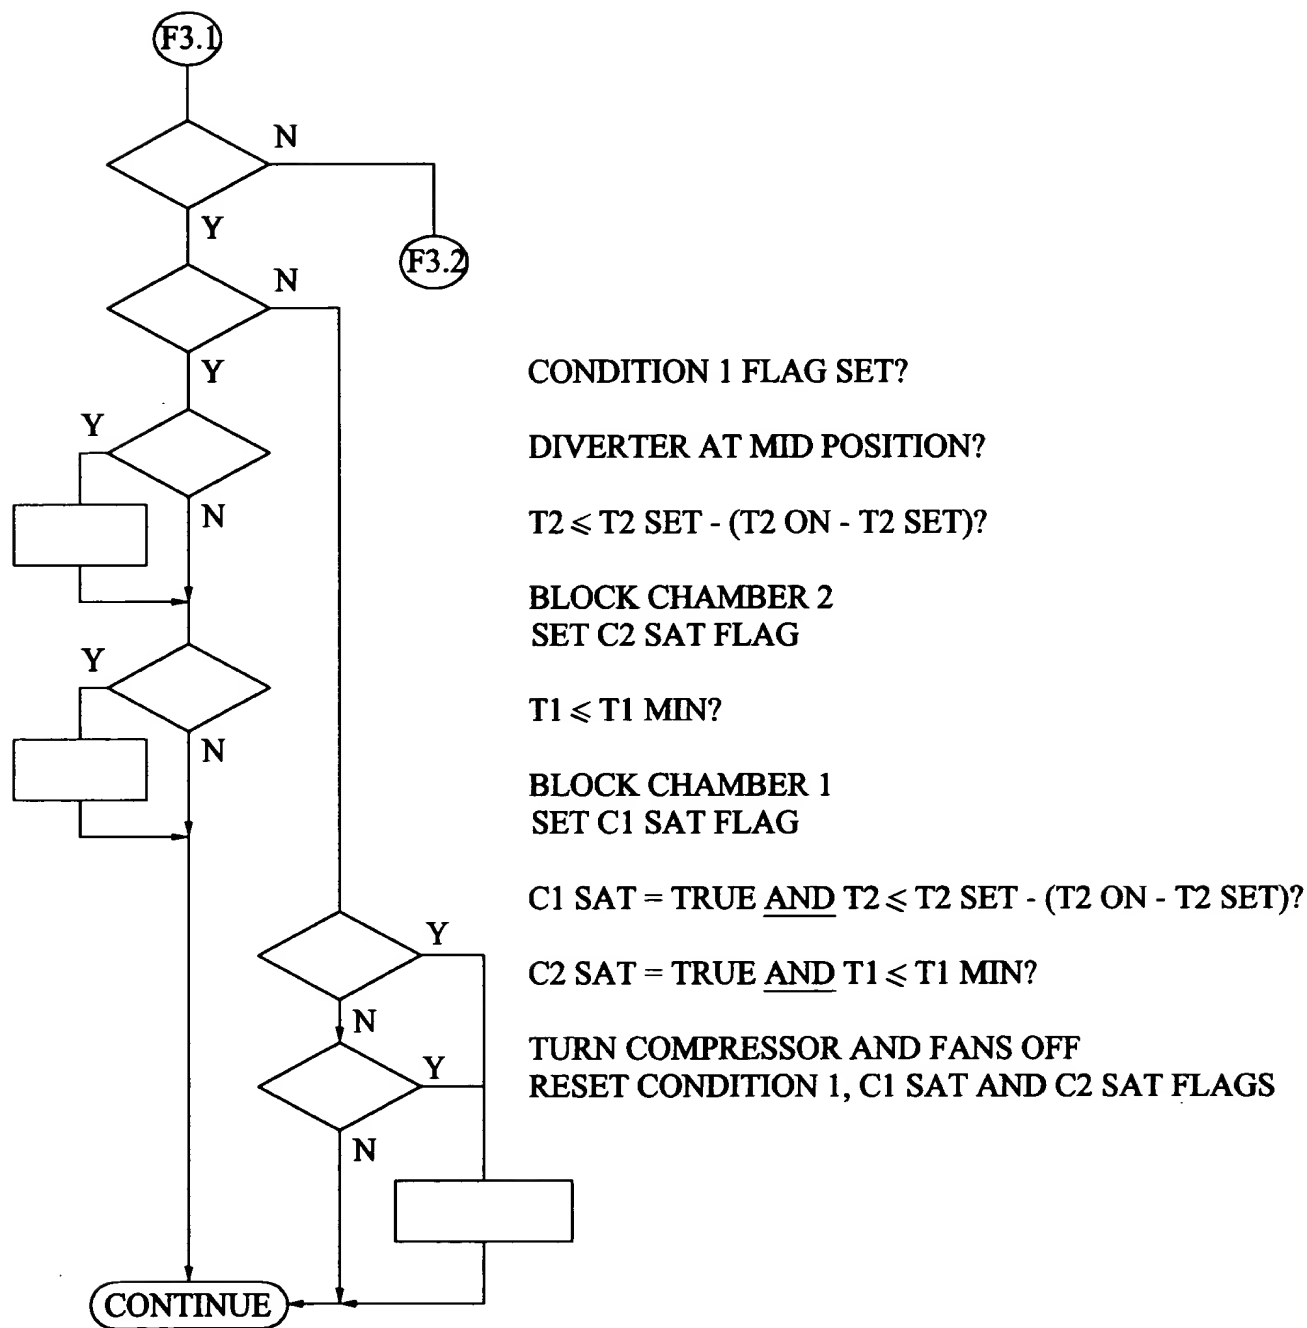 F3.1
N
Y
F3.2
N
Y
Y
N
Y
N
CONDITION 1 FLAG SET?
DIVERTER AT MID POSITION?
T2 ⩽ T2 SET - (T2 ON - T2 SET)?
BLOCK CHAMBER 2
SET C2 SAT FLAG
T1 ⩽ T1 MIN?
BLOCK CHAMBER 1
SET C1 SAT FLAG
C1 SAT = TRUE AND T2 ⩽ T2 SET - (T2 ON - T2 SET)?
C2 SAT = TRUE AND T1 ⩽ T1 MIN?
TURN COMPRESSOR AND FANS OFF
RESET CONDITION 1, C1 SAT AND C2 SAT FLAGS
Y
N
Y
N
CONTINUE